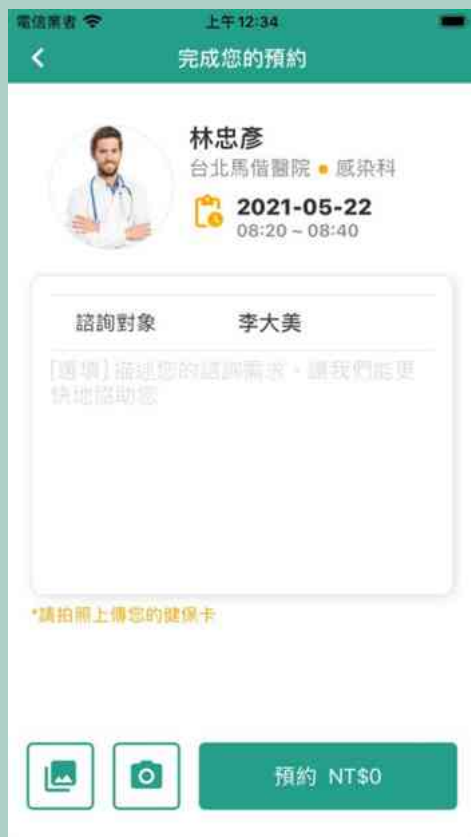 電信業者 上午12:34
完成您的預約
林忠彥
台北馬偕醫院 • 感染科
2021-05-22
08:20 ~ 08:40
諮詢對象 李大美
[選填] 描述您的諮詢需求，讓我們能更
快地協助您
*請拍照上傳您的健保卡
預約 NT$0